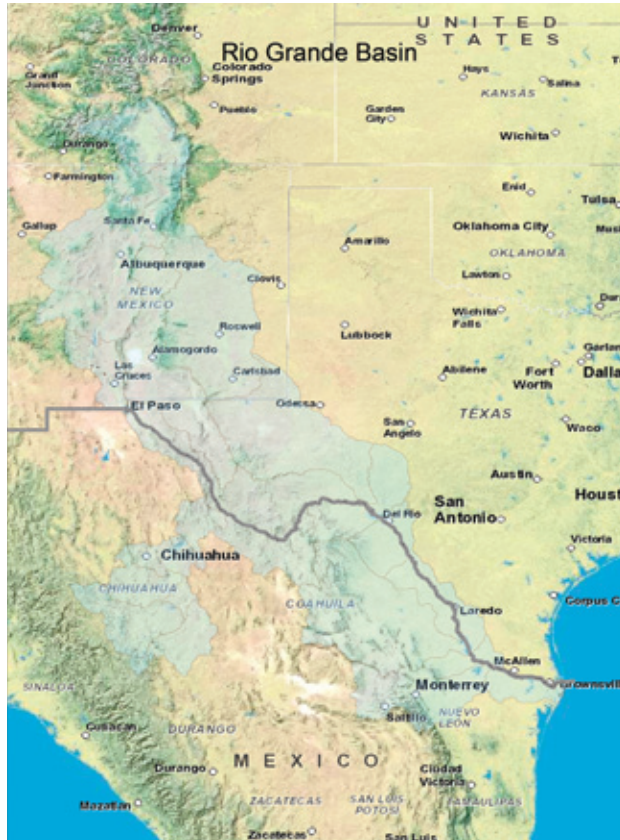 UNITED
STATES
Denver
Rio Grande Basin
COLORADO
Grand
Junction
Colorado
Springs
Hays
Salina
KANSAS
Pueblo
Garden
City
Wichita
Durango
Farmington
Enid
Tulsa
Gallup
Santa Fe
Oklahoma City
Amarillo
OKLAHOMA
Albuquerque
Clovis
Lawton
NEW
MEXICO
Wichita
Falls
Roswell
Lubbock
Alamogordo
Las
Cruces
Carlsbad
Abilene
Fort
Worth
Garlan
Dalla
El Paso
Odessa
TEXAS
San
Angelo
Waco
Austin
San
Antonio
Houst
Del Rio
Chihuahua
Victoria
CHIHUAHUA
COAHUILA
Corpus C
Laredo
McAllen
Brownsvill
Monterrey
SINALOA
Saltillo
NUEVO
LEÓN
DURANGO
MEXICO
Durango
Ciudad
Victoria
Mazatlan
ZACATECAS
SAN LUIS
POTOSI
TAMAULIPAS
Zacatecas
San Luis